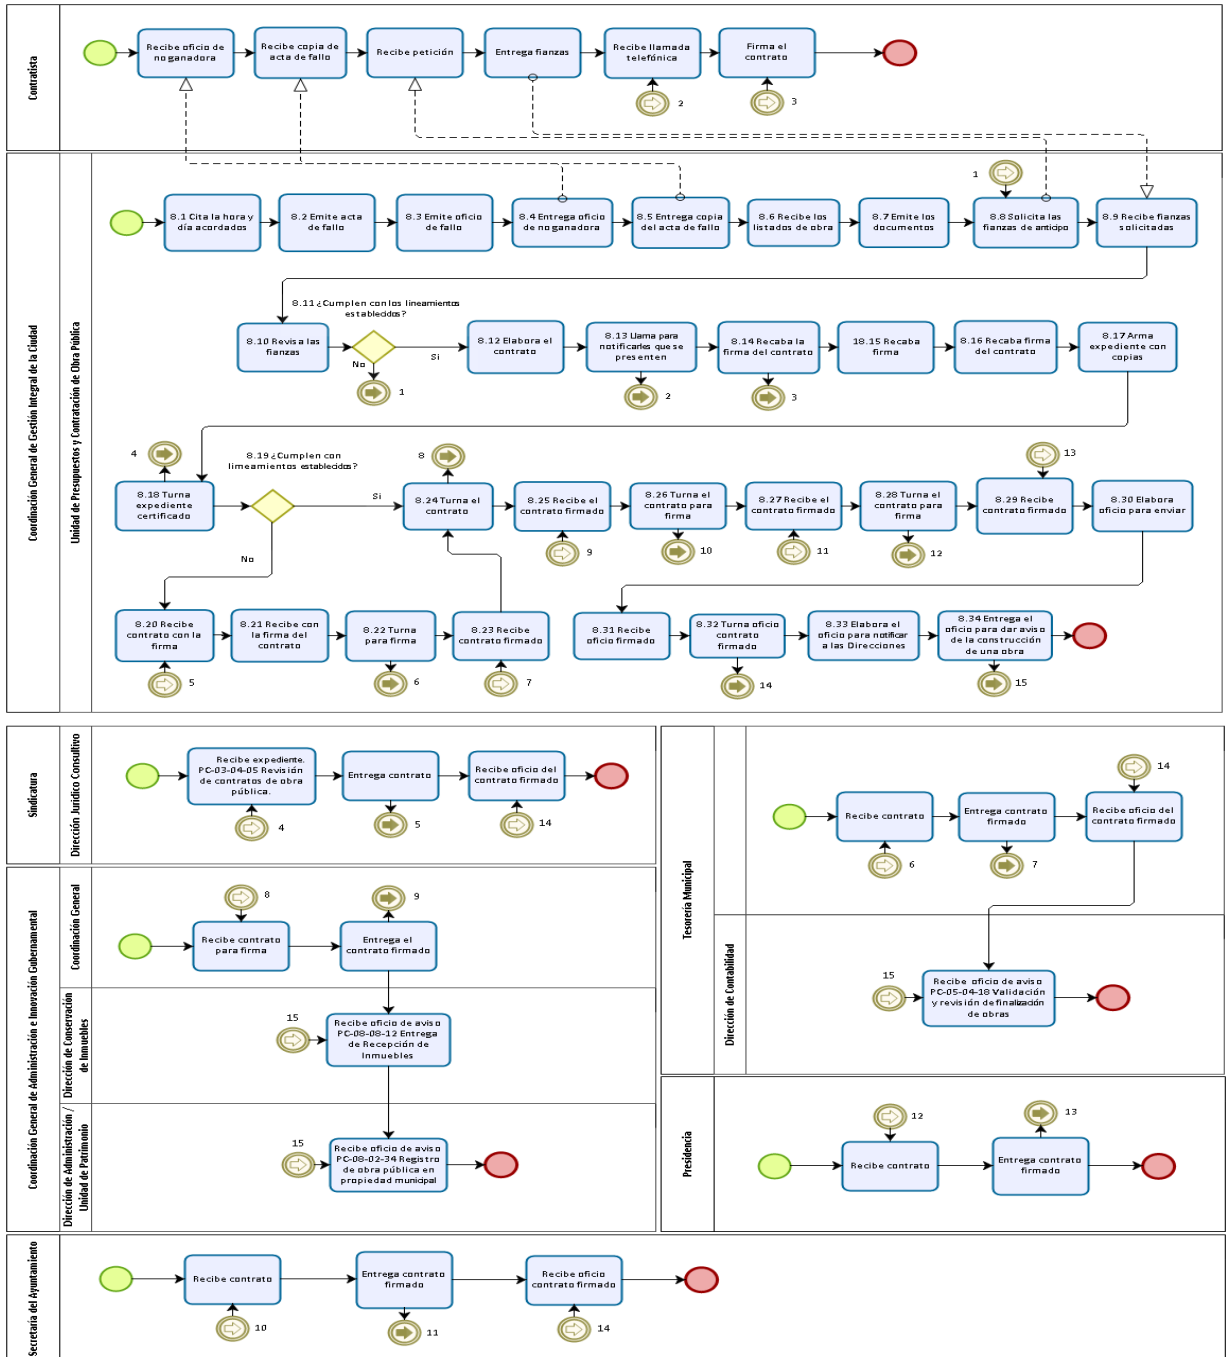 Contratista
Recibe oficio de
no ganadora
Recibe copia de
acta de fallo
Recibe petición
Entrega fianzas
Recibe llamada
telefónica
Firma el
contrato
2
3
Coordinación General de Gestión Integral de la Ciudad
Unidad de Presupuestos y Contratación de Obra Pública
1
8.1 Cita la hora y
día acordados
8.2 Emite acta
de fallo
8.3 Emite oficio
de fallo
8.4 Entrega oficio
de no ganadora
8.5 Entrega copia
del acta de fallo
8.6 Recibe los
listados de obra
8.7 Emite los
documentos
8.8 Solicita las
fianzas de anticipo
8.9 Recibe fianzas
solicitadas
8.11 ¿Cumplen con los lineamientos
establecidos?
8.10 Revisa las
fianzas
No
Si
1
8.12 Elabora el
contrato
8.13 Llama para
notificarles que se
presenten
2
8.14 Recaba la
firma del contrato
3
18.15 Recaba
firma
8.16 Recaba firma
del contrato
8.17 Arma
expediente con
copias
4
8.18 Turna
expediente
certificado
8.19 ¿Cumplen con
lineamientos establecidos?
Si
No
8
8.24 Turna el
contrato
8.25 Recibe el
contrato firmado
9
8.26 Turna el
contrato para
firma
10
8.27 Recibe el
contrato firmado
11
8.28 Turna el
contrato para
firma
12
13
8.29 Recibe
contrato firmado
8.30 Elabora
oficio para enviar
8.20 Recibe
contrato con la
firma
5
8.21 Recibe con
la firma del
contrato
8.22 Turna
para firma
6
8.23 Recibe
contrato firmado
7
8.31 Recibe
oficio firmado
8.32 Turna oficio
contrato
firmado
14
8.33 Elabora el
oficio para notificar
a las Direcciones
8.34 Entrega el
oficio para dar aviso
de la construcción
de una obra
15
Sindicatura
Dirección Jurídico Consultivo
Recibe expediente.
PC-03-04-05 Revisión
de contratos de obra
pública.
4
Entrega contrato
5
Recibe oficio del
contrato firmado
14
Tesorería Municipal
Recibe contrato
6
Entrega contrato
firmado
7
14
Recibe oficio del
contrato firmado
Dirección de Contabilidad
15
Recibe oficio de aviso
PC-05-04-18 Validación
y revisión de finalización
de obras
Coordinación General de Administración e Innovación Gubernamental
Coordinación General
8
Recibe contrato
para firma
9
Entrega el
contrato firmado
Dirección de Conservación
de Inmuebles
15
Recibe oficio de aviso
PC-08-08-12 Entrega
de Recepción de
Inmuebles
Dirección de Administración /
Unidad de Patrimonio
15
Recibe oficio de aviso
PC-08-02-34 Registro
de obra pública en
propiedad municipal
Presidencia
12
Recibe contrato
13
Entrega contrato
firmado
Secretaría del Ayuntamiento
Recibe contrato
10
Entrega contrato
firmado
11
Recibe oficio
contrato firmado
14